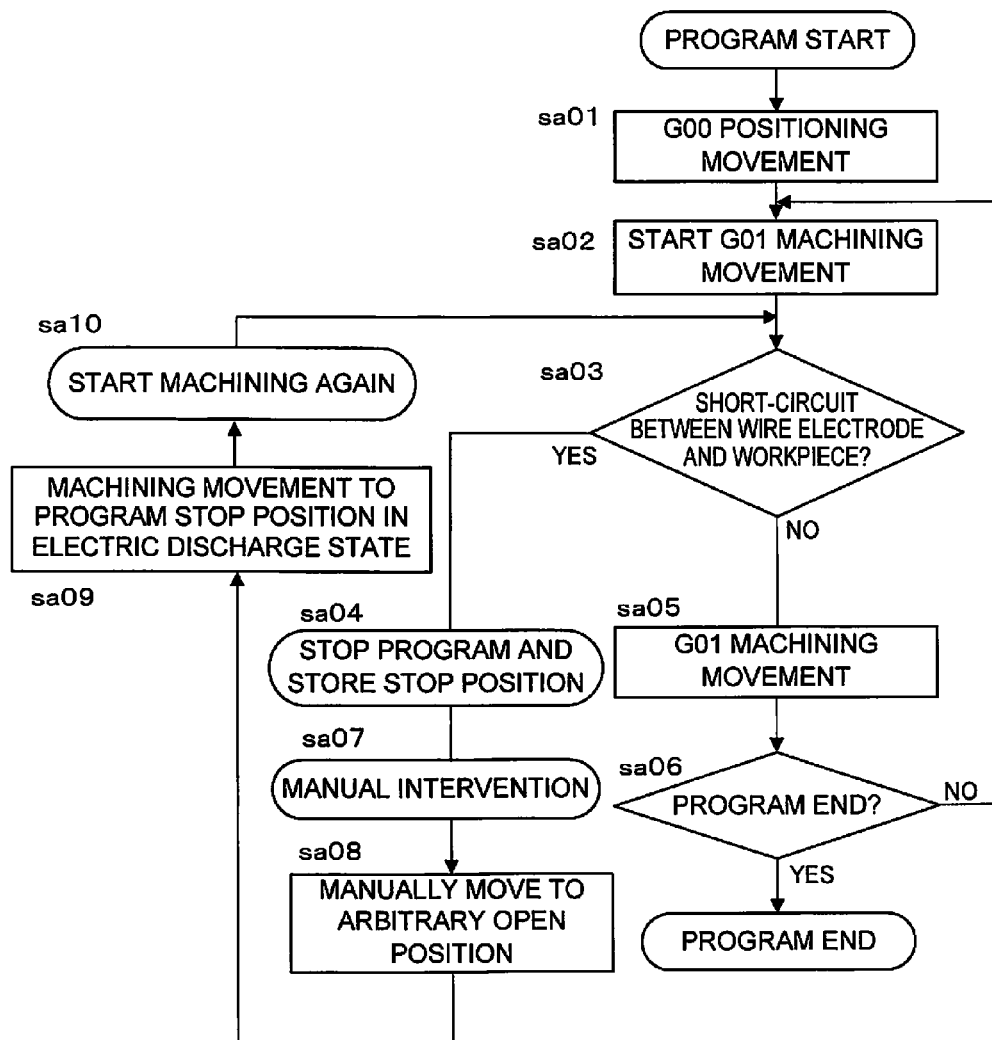 PROGRAM START
sa01
G00 POSITIONING
MOVEMENT
sa02
START G01 MACHINING
MOVEMENT
sa10
START MACHINING AGAIN
sa03
SHORT-CIRCUIT
BETWEEN WIRE ELECTRODE
AND WORKPIECE?
YES
NO
MACHINING MOVEMENT TO
PROGRAM STOP POSITION IN
ELECTRIC DISCHARGE STATE
sa09
sa04
STOP PROGRAM AND
STORE STOP POSITION
sa05
G01 MACHINING
MOVEMENT
sa07
MANUAL INTERVENTION
sa06
PROGRAM END?
NO
YES
sa08
MANUALLY MOVE TO
ARBITRARY OPEN
POSITION
PROGRAM END